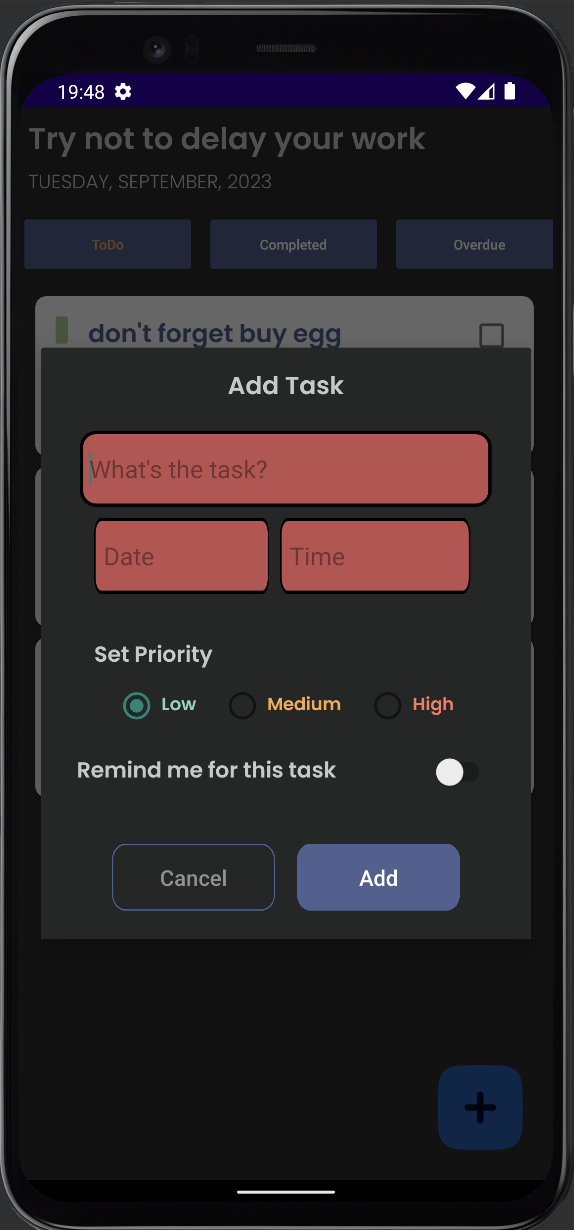 19:48
Try not to delay your work
TUESDAY, SEPTEMBER, 2023
ToDo Completed Overdue
don't forget buy egg
Add Task
What's the task?
Date Time
Set Priority
Low Medium High
Remind me for this task
Cancel Add